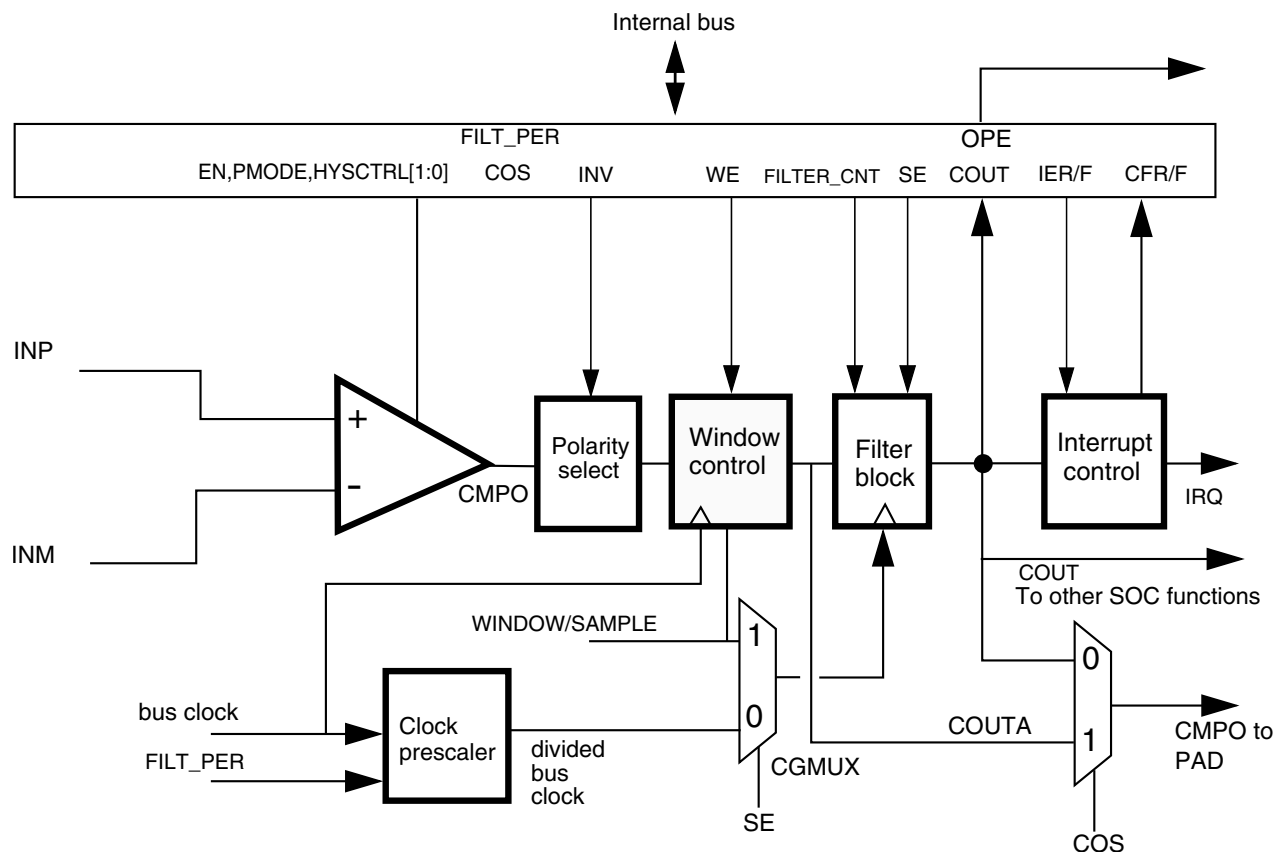 Internal bus
FILT_PER
OPE
EN,PMODE,HYSCTRL[1:0]
COS
INV
WE
FILTER_CNT
SE
COUT
IER/F
CFR/F
INP
+
-
INM
CMPO
Polarity
select
Window
control
Filter
block
Interrupt
control
IRQ
COUT
To other SOC functions
WINDOW/SAMPLE
1
0
CGMUX
SE
bus clock
FILT_PER
Clock
prescaler
divided
bus
clock
COUTA
0
1
CMPO to
PAD
COS